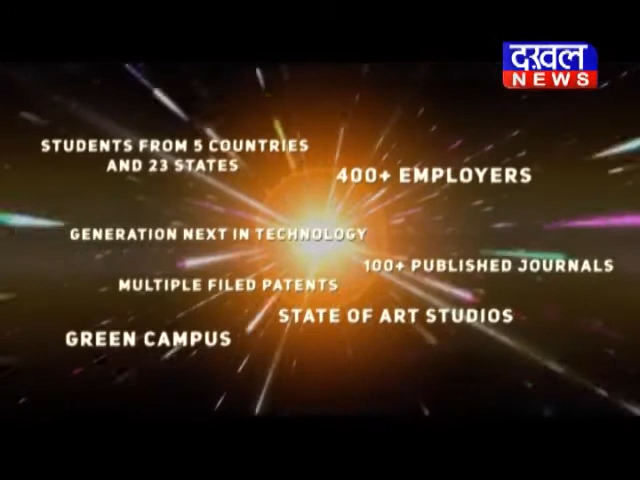 दख़ल
NEWS
STUDENTS FROM 5 COUNTRIES
AND 23 STATES
400+ EMPLOYERS
GENERATION NEXT IN TECHNOLOGY
100+ PUBLISHED JOURNALS
MULTIPLE FILED PATENTS
STATE OF ART STUDIOS
GREEN CAMPUS